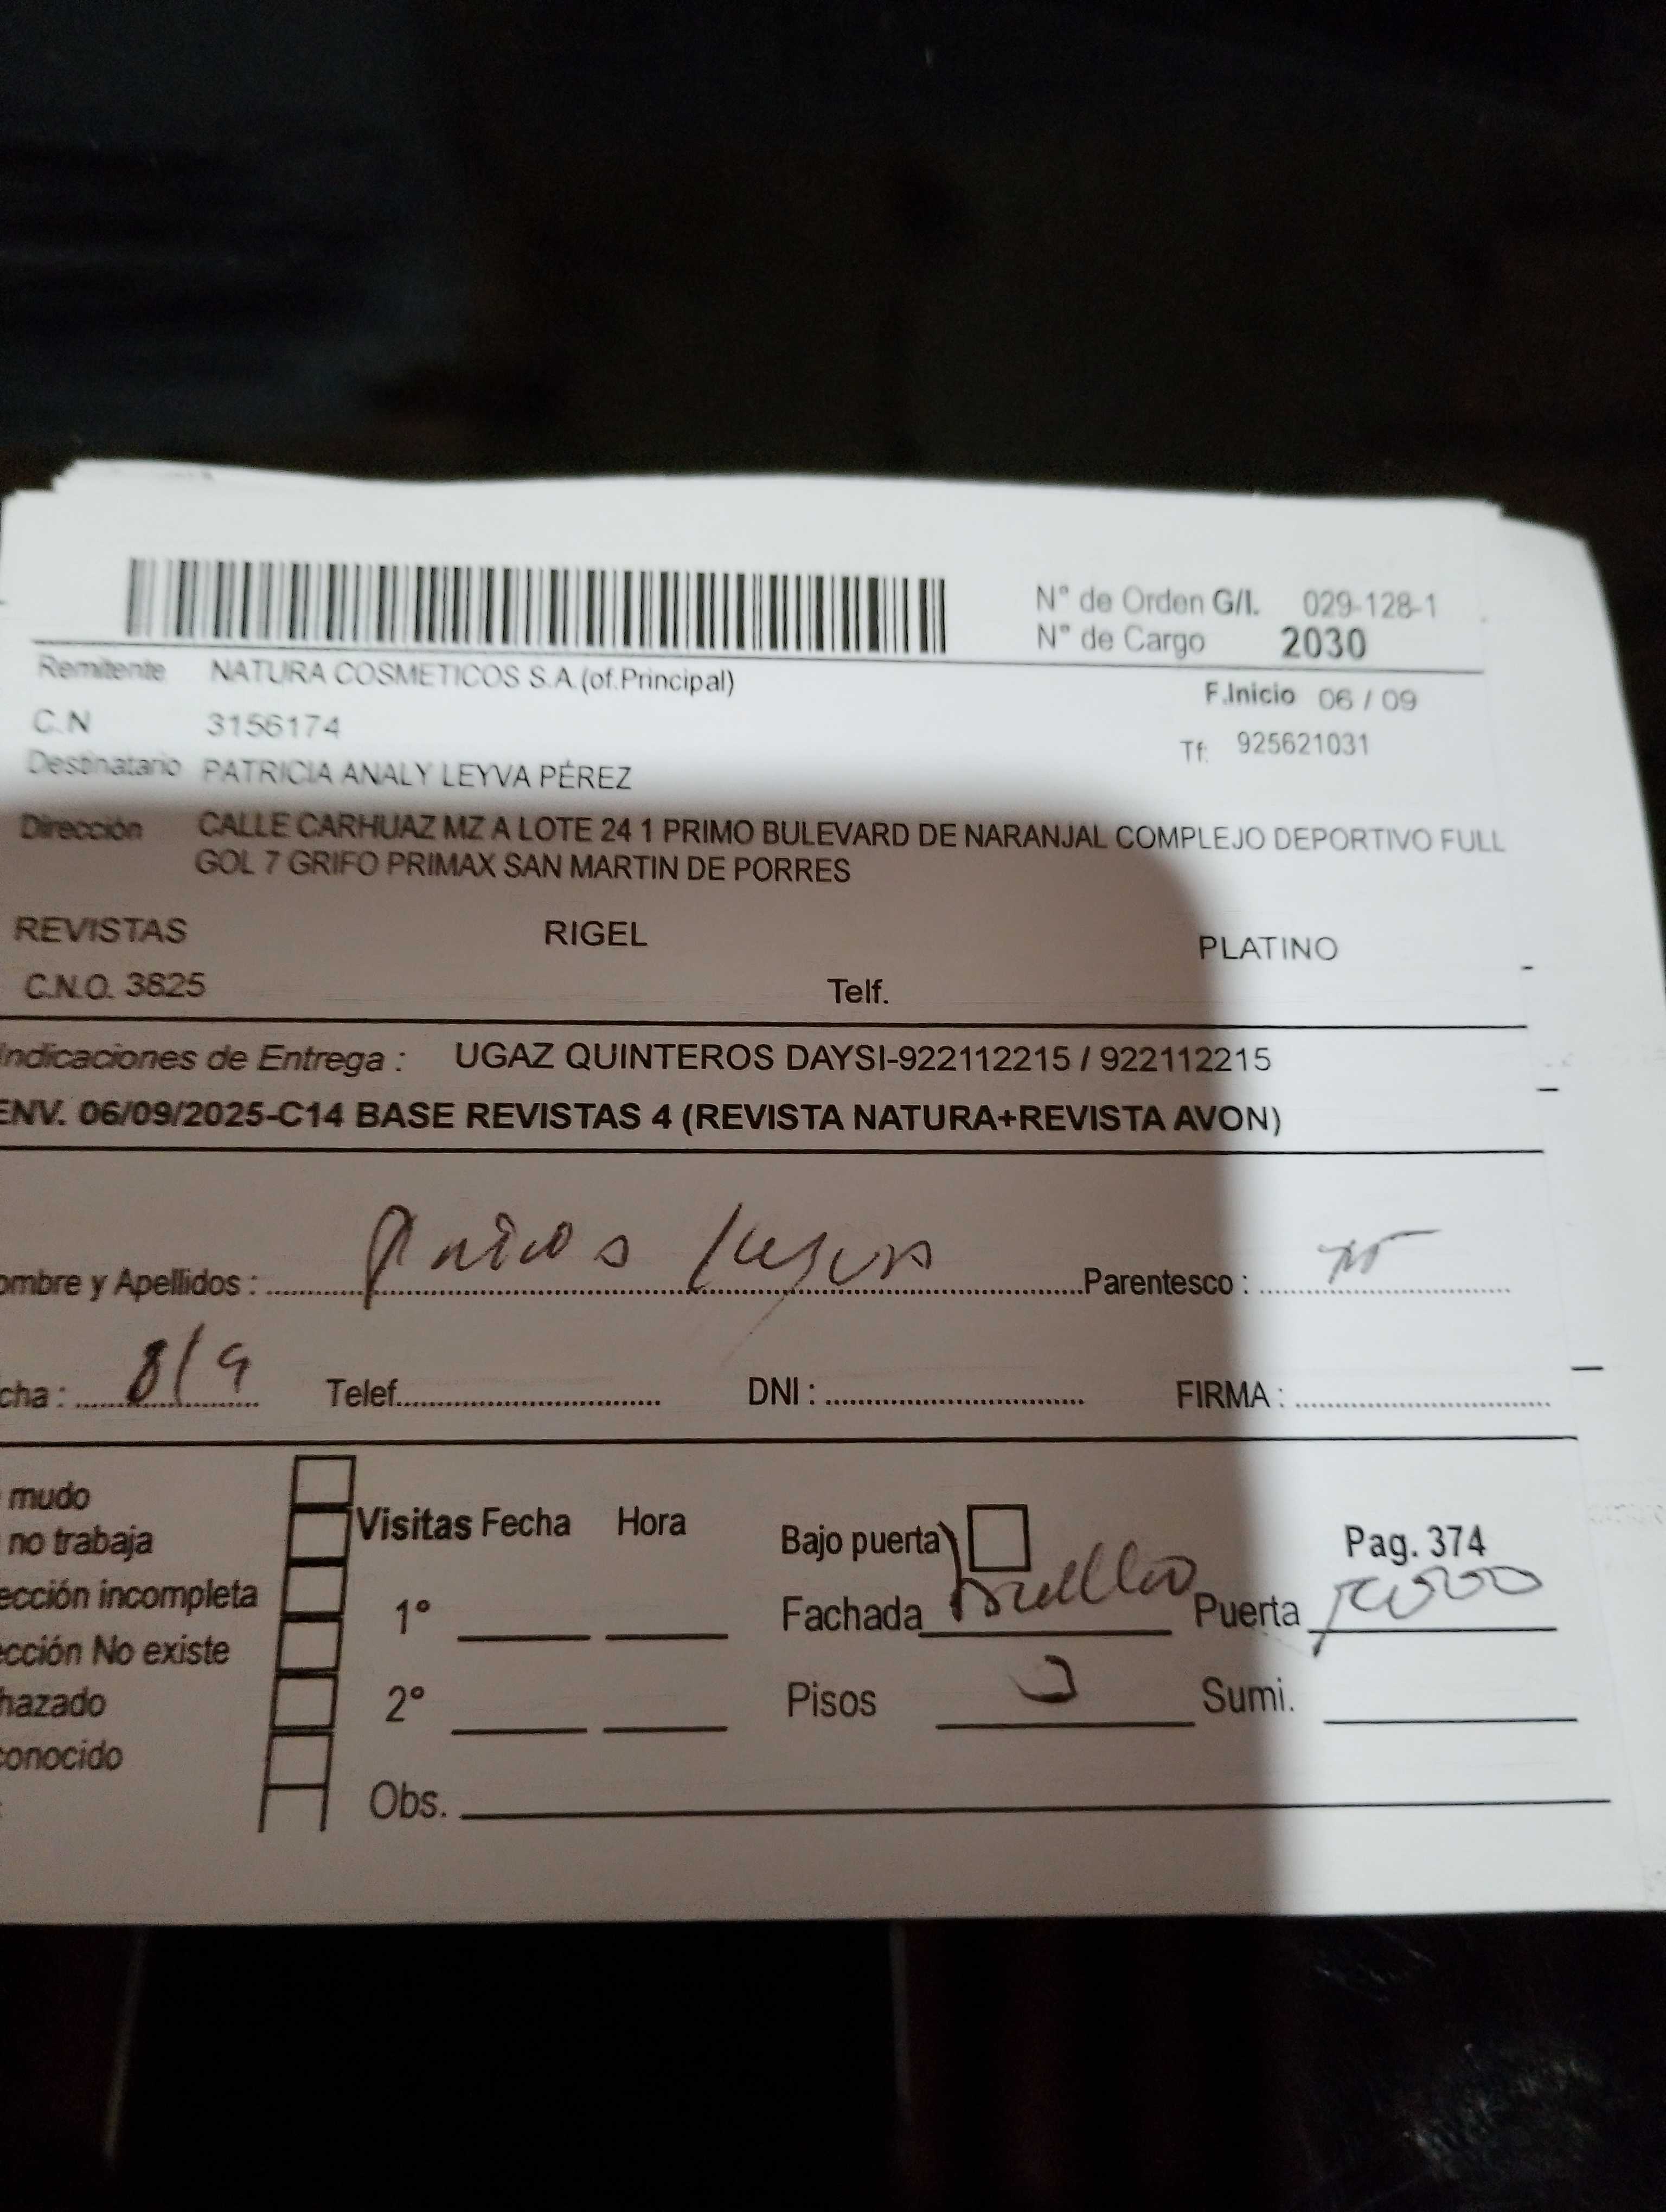 N° de Orden G/I. 029-128-1
N° de Cargo 2030
Remitente NATURA COSMETICOS S.A.(of.Principal)
F.Inicio 06 / 09
C.N 3156174
Tf: 925621031
Destinatario PATRICIA ANALY LEYVA PÉREZ
Dirección CALLE CARHUAZ MZ A LOTE 24 1 PRIMO BULEVARD DE NARANJAL COMPLEJO DEPORTIVO FULL
GOL 7 GRIFO PRIMAX SAN MARTIN DE PORRES
REVISTAS RIGEL PLATINO
C.N.O. 3625 Telf.
Indicaciones de Entrega : UGAZ QUINTEROS DAYSI-922112215 / 922112215
ENV. 06/09/2025-C14 BASE REVISTAS 4 (REVISTA NATURA+REVISTA AVON)
ombre y Apellidos : Parentesco :
cha : 8/9 Telef. DNI : FIRMA :
mudo
no trabaja
ección incompleta
ección No existe
hazado
conocido
Visitas Fecha Hora
1°
2°
Obs.
Bajo puerta Pag. 374
Fachada Puerta
Pisos Sumi.